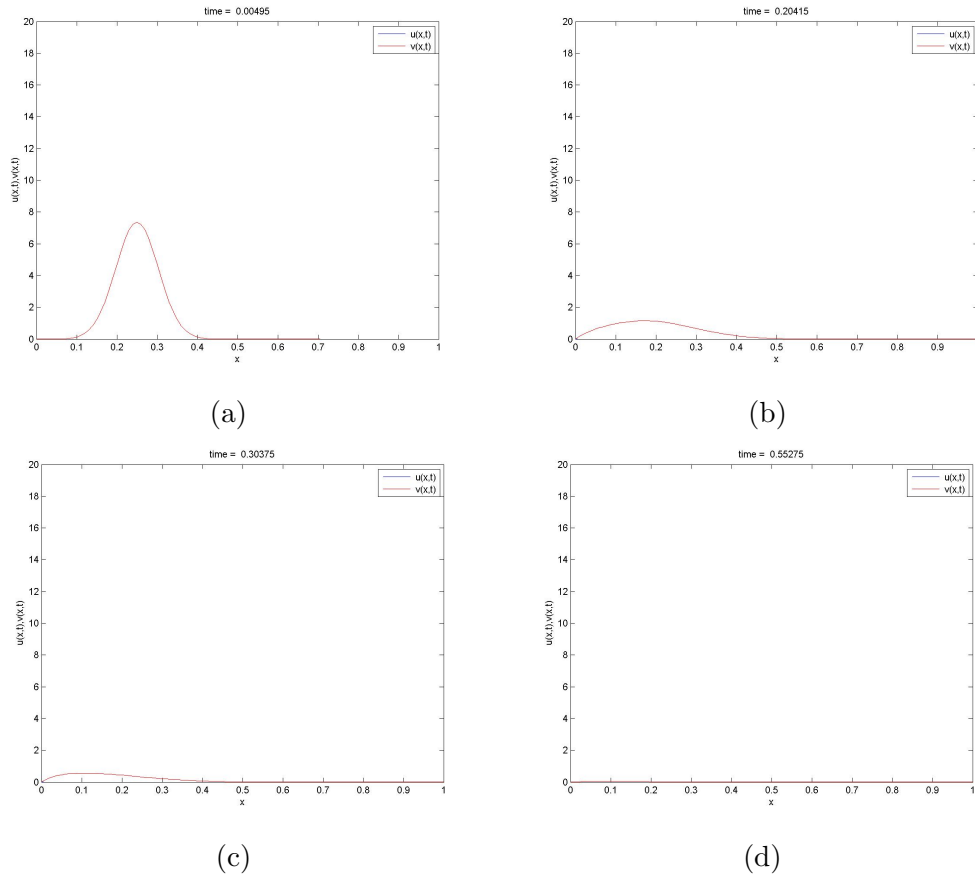 time = 0.00495
20
18
16
14
12
10
8
6
4
2
0
u(x,t),v(x,t)
u(x,t)
v(x,t)
0 0.1 0.2 0.3 0.4 0.5 0.6 0.7 0.8 0.9 1
x
(a)
time = 0.20415
20
18
16
14
12
10
8
6
4
2
0
u(x,t),v(x,t)
u(x,t)
v(x,t)
0 0.1 0.2 0.3 0.4 0.5 0.6 0.7 0.8 0.9
x
(b)
time = 0.30375
20
18
16
14
12
10
8
6
4
2
0
u(x,t),v(x,t)
u(x,t)
v(x,t)
0 0.1 0.2 0.3 0.4 0.5 0.6 0.7 0.8 0.9 1
x
(c)
time = 0.55275
20
18
16
14
12
10
8
6
4
2
0
u(x,t),v(x,t)
u(x,t)
v(x,t)
0 0.1 0.2 0.3 0.4 0.5 0.6 0.7 0.8 0.9 1
x
(d)